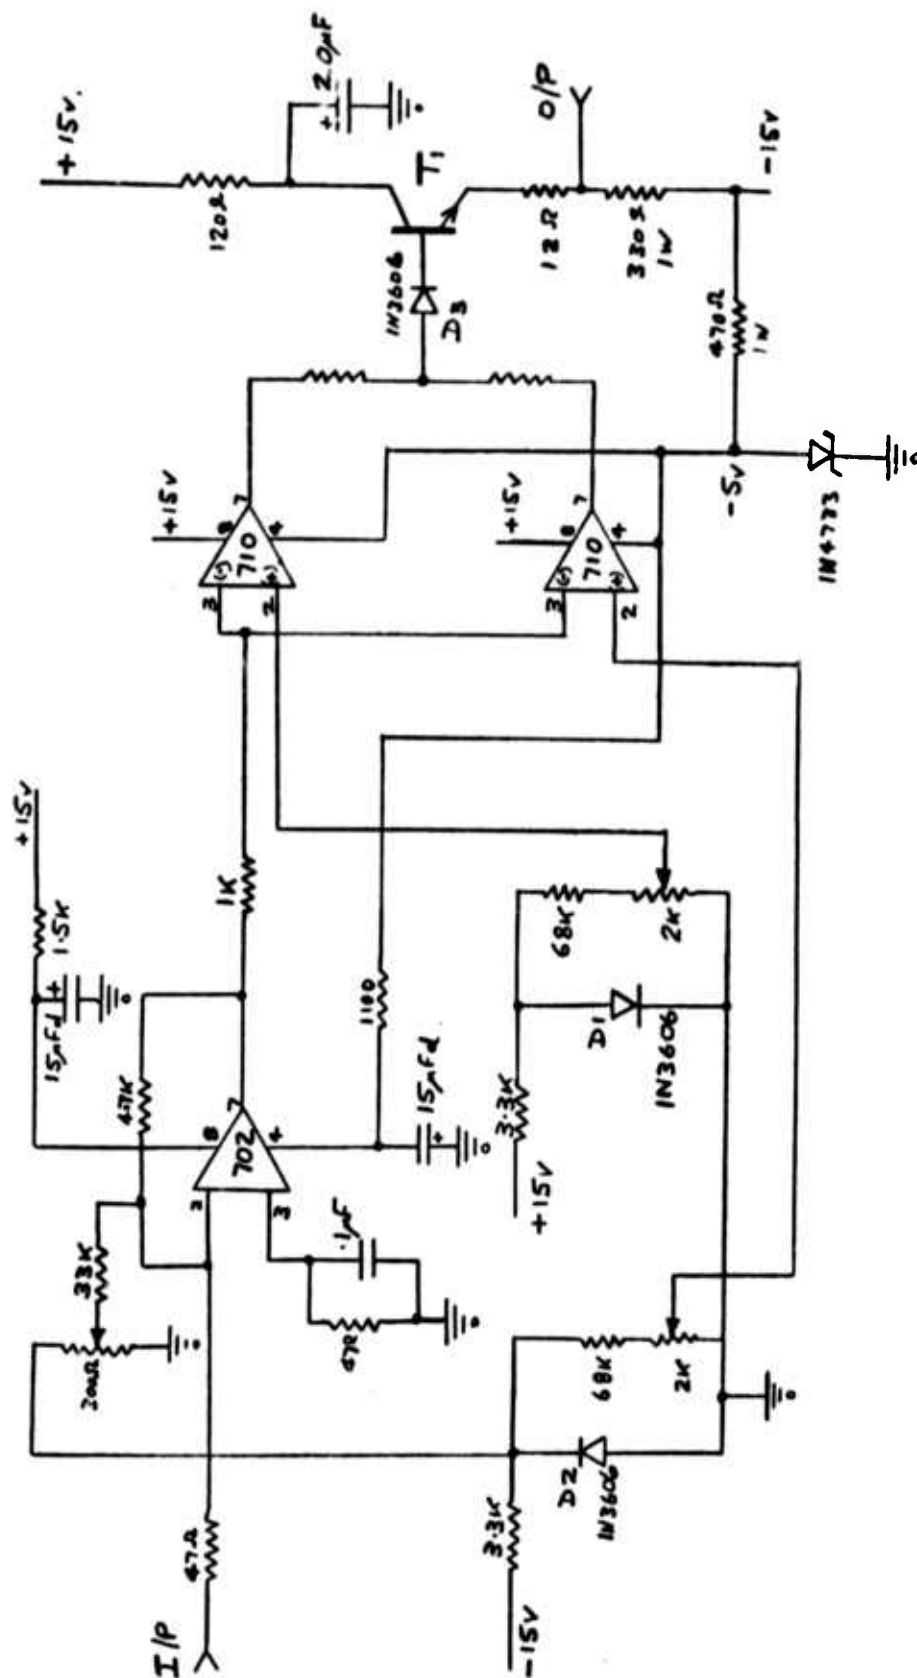 +15v.
120Ω
+
20µF
T1
1N3606
D3
12Ω
O/P
330Ω
1W
-15v
470Ω
1W
-5v
1N4733
+15v
8
7
3
(-)
710
2
(+)
4
+15v
8
7
3
(-)
710
(+)
4
2
+15v
1.5K
+
15µFd
1K
47K
8
7
702
2
3
4
1100
15µFd
+
33K
200Ω
.1µF
47Ω
47Ω
I/P
+15v
3.3K
68K
2K
D1
1N3606
68K
2K
D2
1N3606
3.3K
-15v